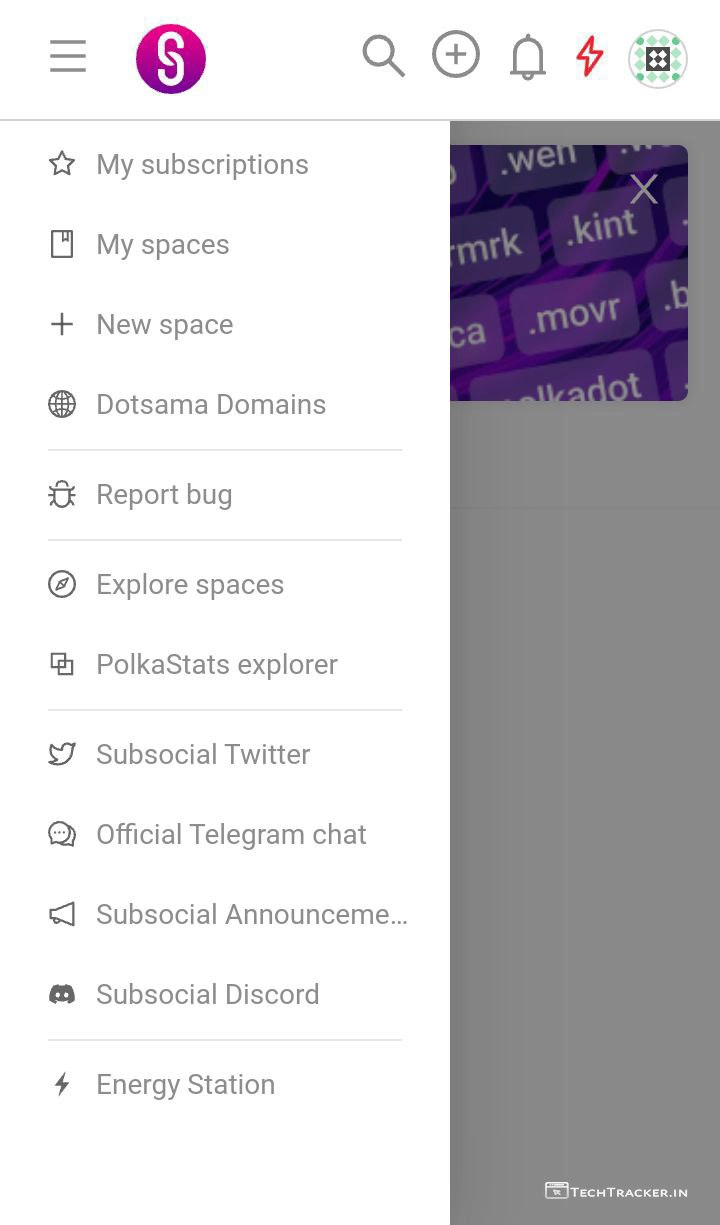 My subscriptions
My spaces
New space
Dotsama Domains
Report bug
Explore spaces
PolkaStats explorer
Subsocial Twitter
Official Telegram chat
Subsocial Announceme...
Subsocial Discord
Energy Station
.kint
rmrk
.movr
ca
.b
olkadot
TECHTRACKER.IN